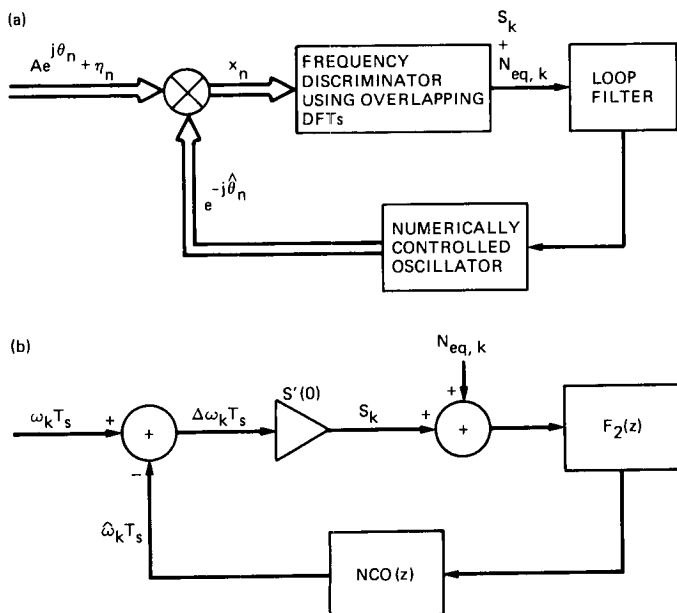 (a)
Ae^{jθ_n} + η_n
x_n
FREQUENCY
DISCRIMINATOR
USING OVERLAPPING
DFTs
S_k
+
N_{eq, k}
LOOP
FILTER
e^{-jθ̂_n}
NUMERICALLY
CONTROLLED
OSCILLATOR
(b)
N_{eq, k}
ω_kT_s
+
+
−
Δω_kT_s
S'(0)
S_k
+
+
+
F_2(z)
ω̂_kT_s
NCO(z)